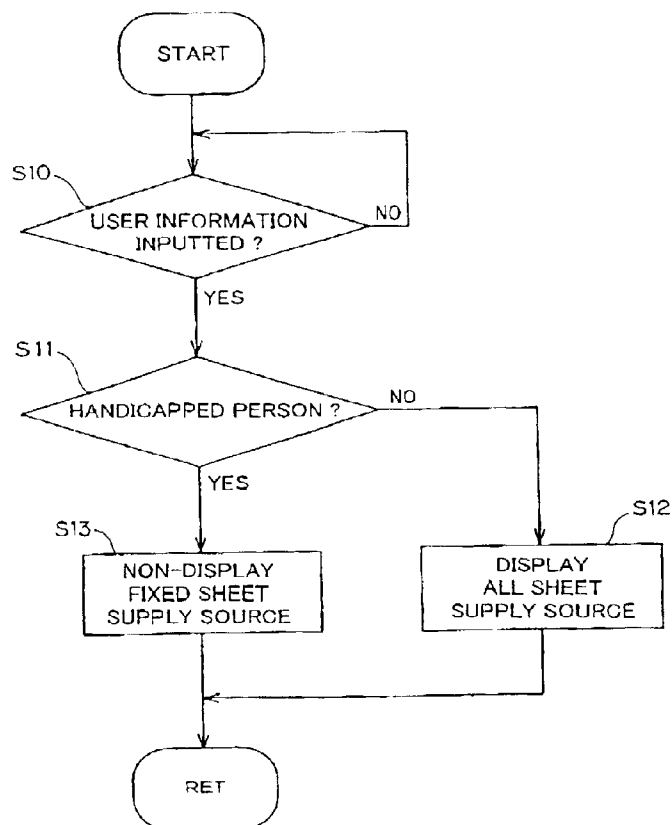 START
S10
USER INFORMATION
INPUTTED ?
NO
YES
S11
HANDICAPPED PERSON ?
NO
YES
S13
NON-DISPLAY
FIXED SHEET
SUPPLY SOURCE
S12
DISPLAY
ALL SHEET
SUPPLY SOURCE
RET